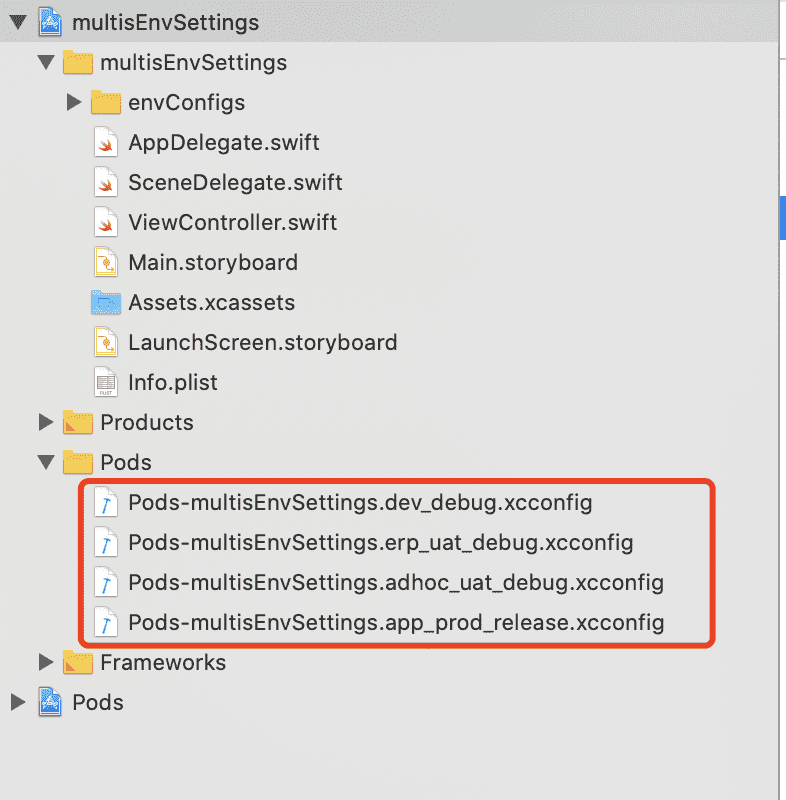 multisEnvSettings
multisEnvSettings
envConfigs
AppDelegate.swift
SceneDelegate.swift
ViewController.swift
Main.storyboard
Assets.xcassets
LaunchScreen.storyboard
Info.plist
Products
Pods
Pods-multisEnvSettings.dev_debug.xcconfig
Pods-multisEnvSettings.erp_uat_debug.xcconfig
Pods-multisEnvSettings.adhoc_uat_debug.xcconfig
Pods-multisEnvSettings.app_prod_release.xcconfig
Frameworks
Pods